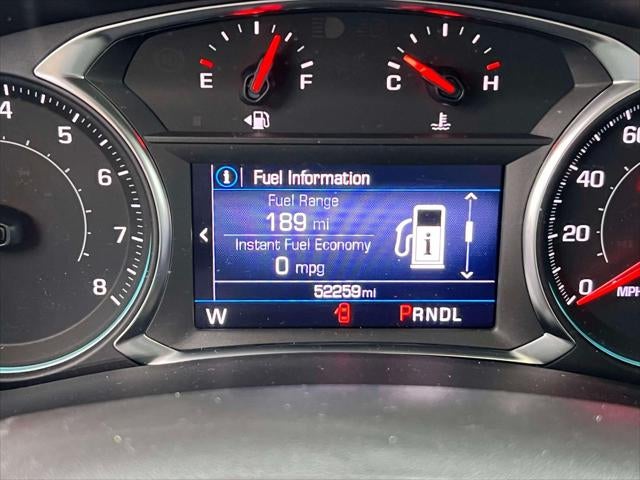 E F
C H
4
5
6
7
8
60
40
20
0
MPH
i Fuel Information
Fuel Range
189 mi
Instant Fuel Economy
0 mpg
i
52259mi
W PRNDL